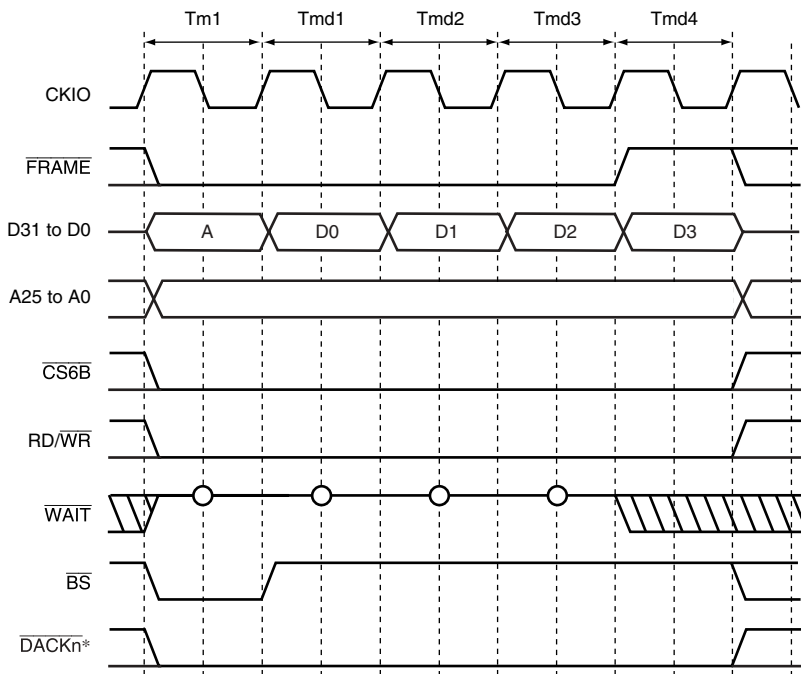 Tm1 Tmd1 Tmd2 Tmd3 Tmd4
CKIO
FRAME
D31 to D0 A D0 D1 D2 D3
A25 to A0
CS6B
RD/WR
WAIT
BS
DACKn*